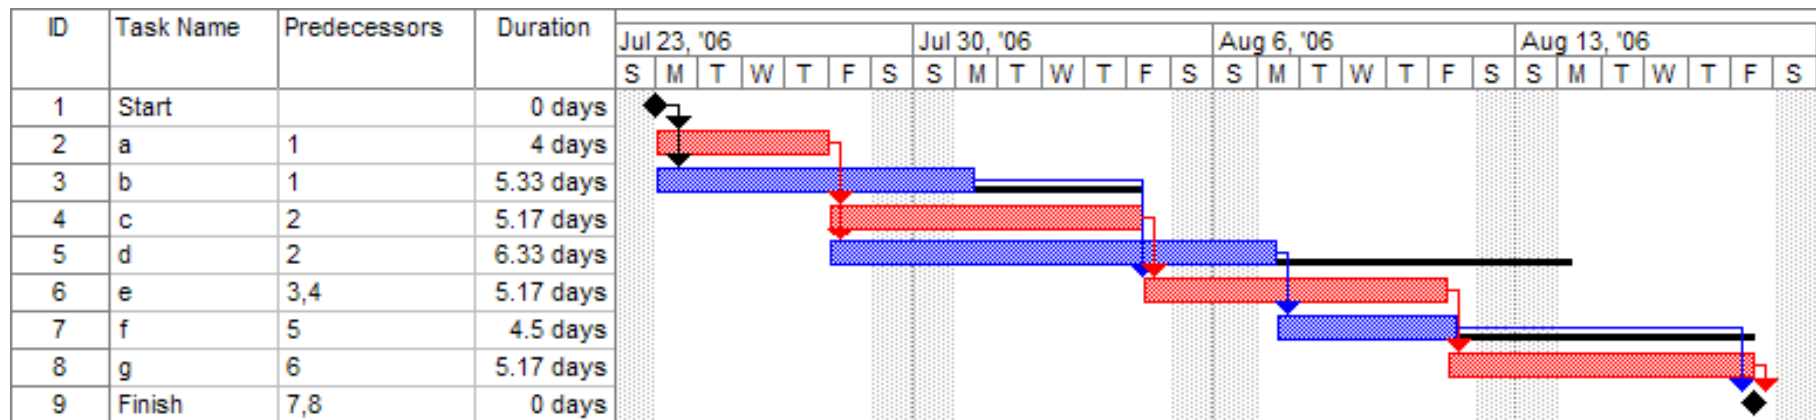 ID Task Name Predecessors Duration
Jul 23, '06 Jul 30, '06 Aug 6, '06 Aug 13, '06
S M T W T F S S M T W T F S S M T W T F S S M T W T F S
1 Start 0 days
2 a 1 4 days
3 b 1 5.33 days
4 c 2 5.17 days
5 d 2 6.33 days
6 e 3,4 5.17 days
7 f 5 4.5 days
8 g 6 5.17 days
9 Finish 7,8 0 days